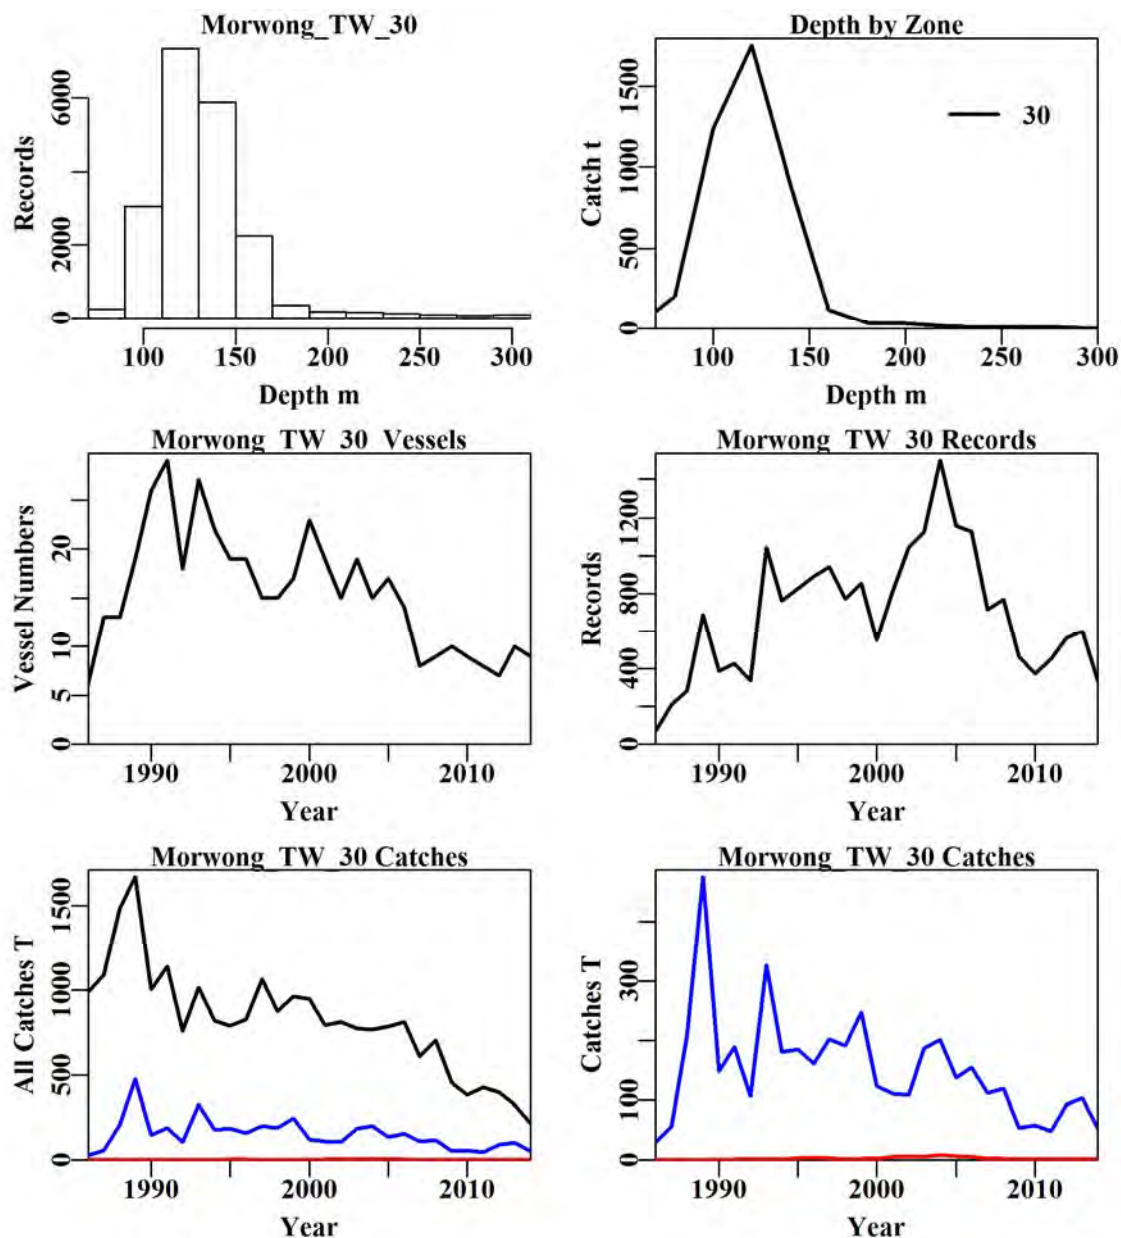 Morwong_TW_30
Records
0
2000
6000
100
150
200
250
300
Depth m
Depth by Zone
Catch t
0
500
1000
1500
30
100
150
200
250
300
Depth m
Morwong_TW_30_Vessels
Vessel Numbers
0
5
10
20
1990
2000
2010
Year
Morwong_TW_30 Records
Records
0
400
800
1200
1990
2000
2010
Year
Morwong_TW_30 Catches
All Catches T
0
500
1000
1500
1990
2000
2010
Year
Morwong_TW_30 Catches
Catches T
0
100
300
1990
2000
2010
Year